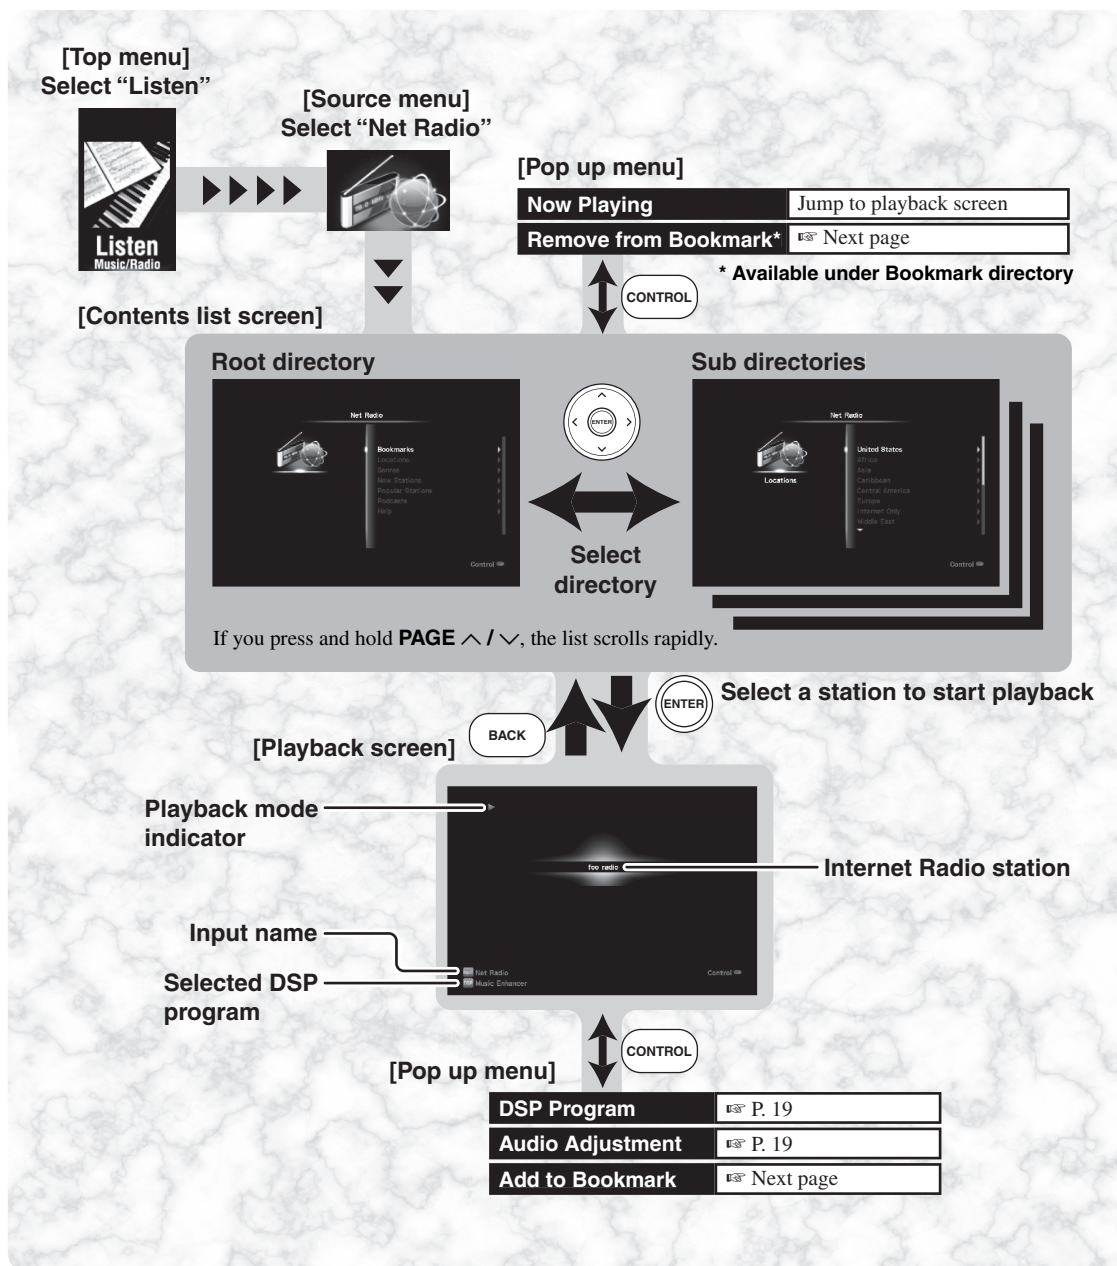 [Top menu]
Select “Listen”
Listen
Music/Radio
[Source menu]
Select “Net Radio”
[Pop up menu]
Now Playing
Jump to playback screen
Remove from Bookmark*
☞ Next page
* Available under Bookmark directory
CONTROL
[Contents list screen]
Root directory
Net Radio
Bookmarks
Locations
Genres
New Stations
Popular Stations
Podcasts
Help
Control
ENTER
Select
directory
Sub directories
Net Radio
Locations
United States
Africa
Asia
Caribbean
Central America
Europe
Internet Only
Middle East
Control
If you press and hold PAGE ︿ / ﹀, the list scrolls rapidly.
BACK
ENTER
Select a station to start playback
[Playback screen]
Playback mode
indicator
foo radio
Internet Radio station
Input name
Selected DSP
program
Net Radio
DSP Music Enhancer
Control
CONTROL
[Pop up menu]
DSP Program
☞ P. 19
Audio Adjustment
☞ P. 19
Add to Bookmark
☞ Next page